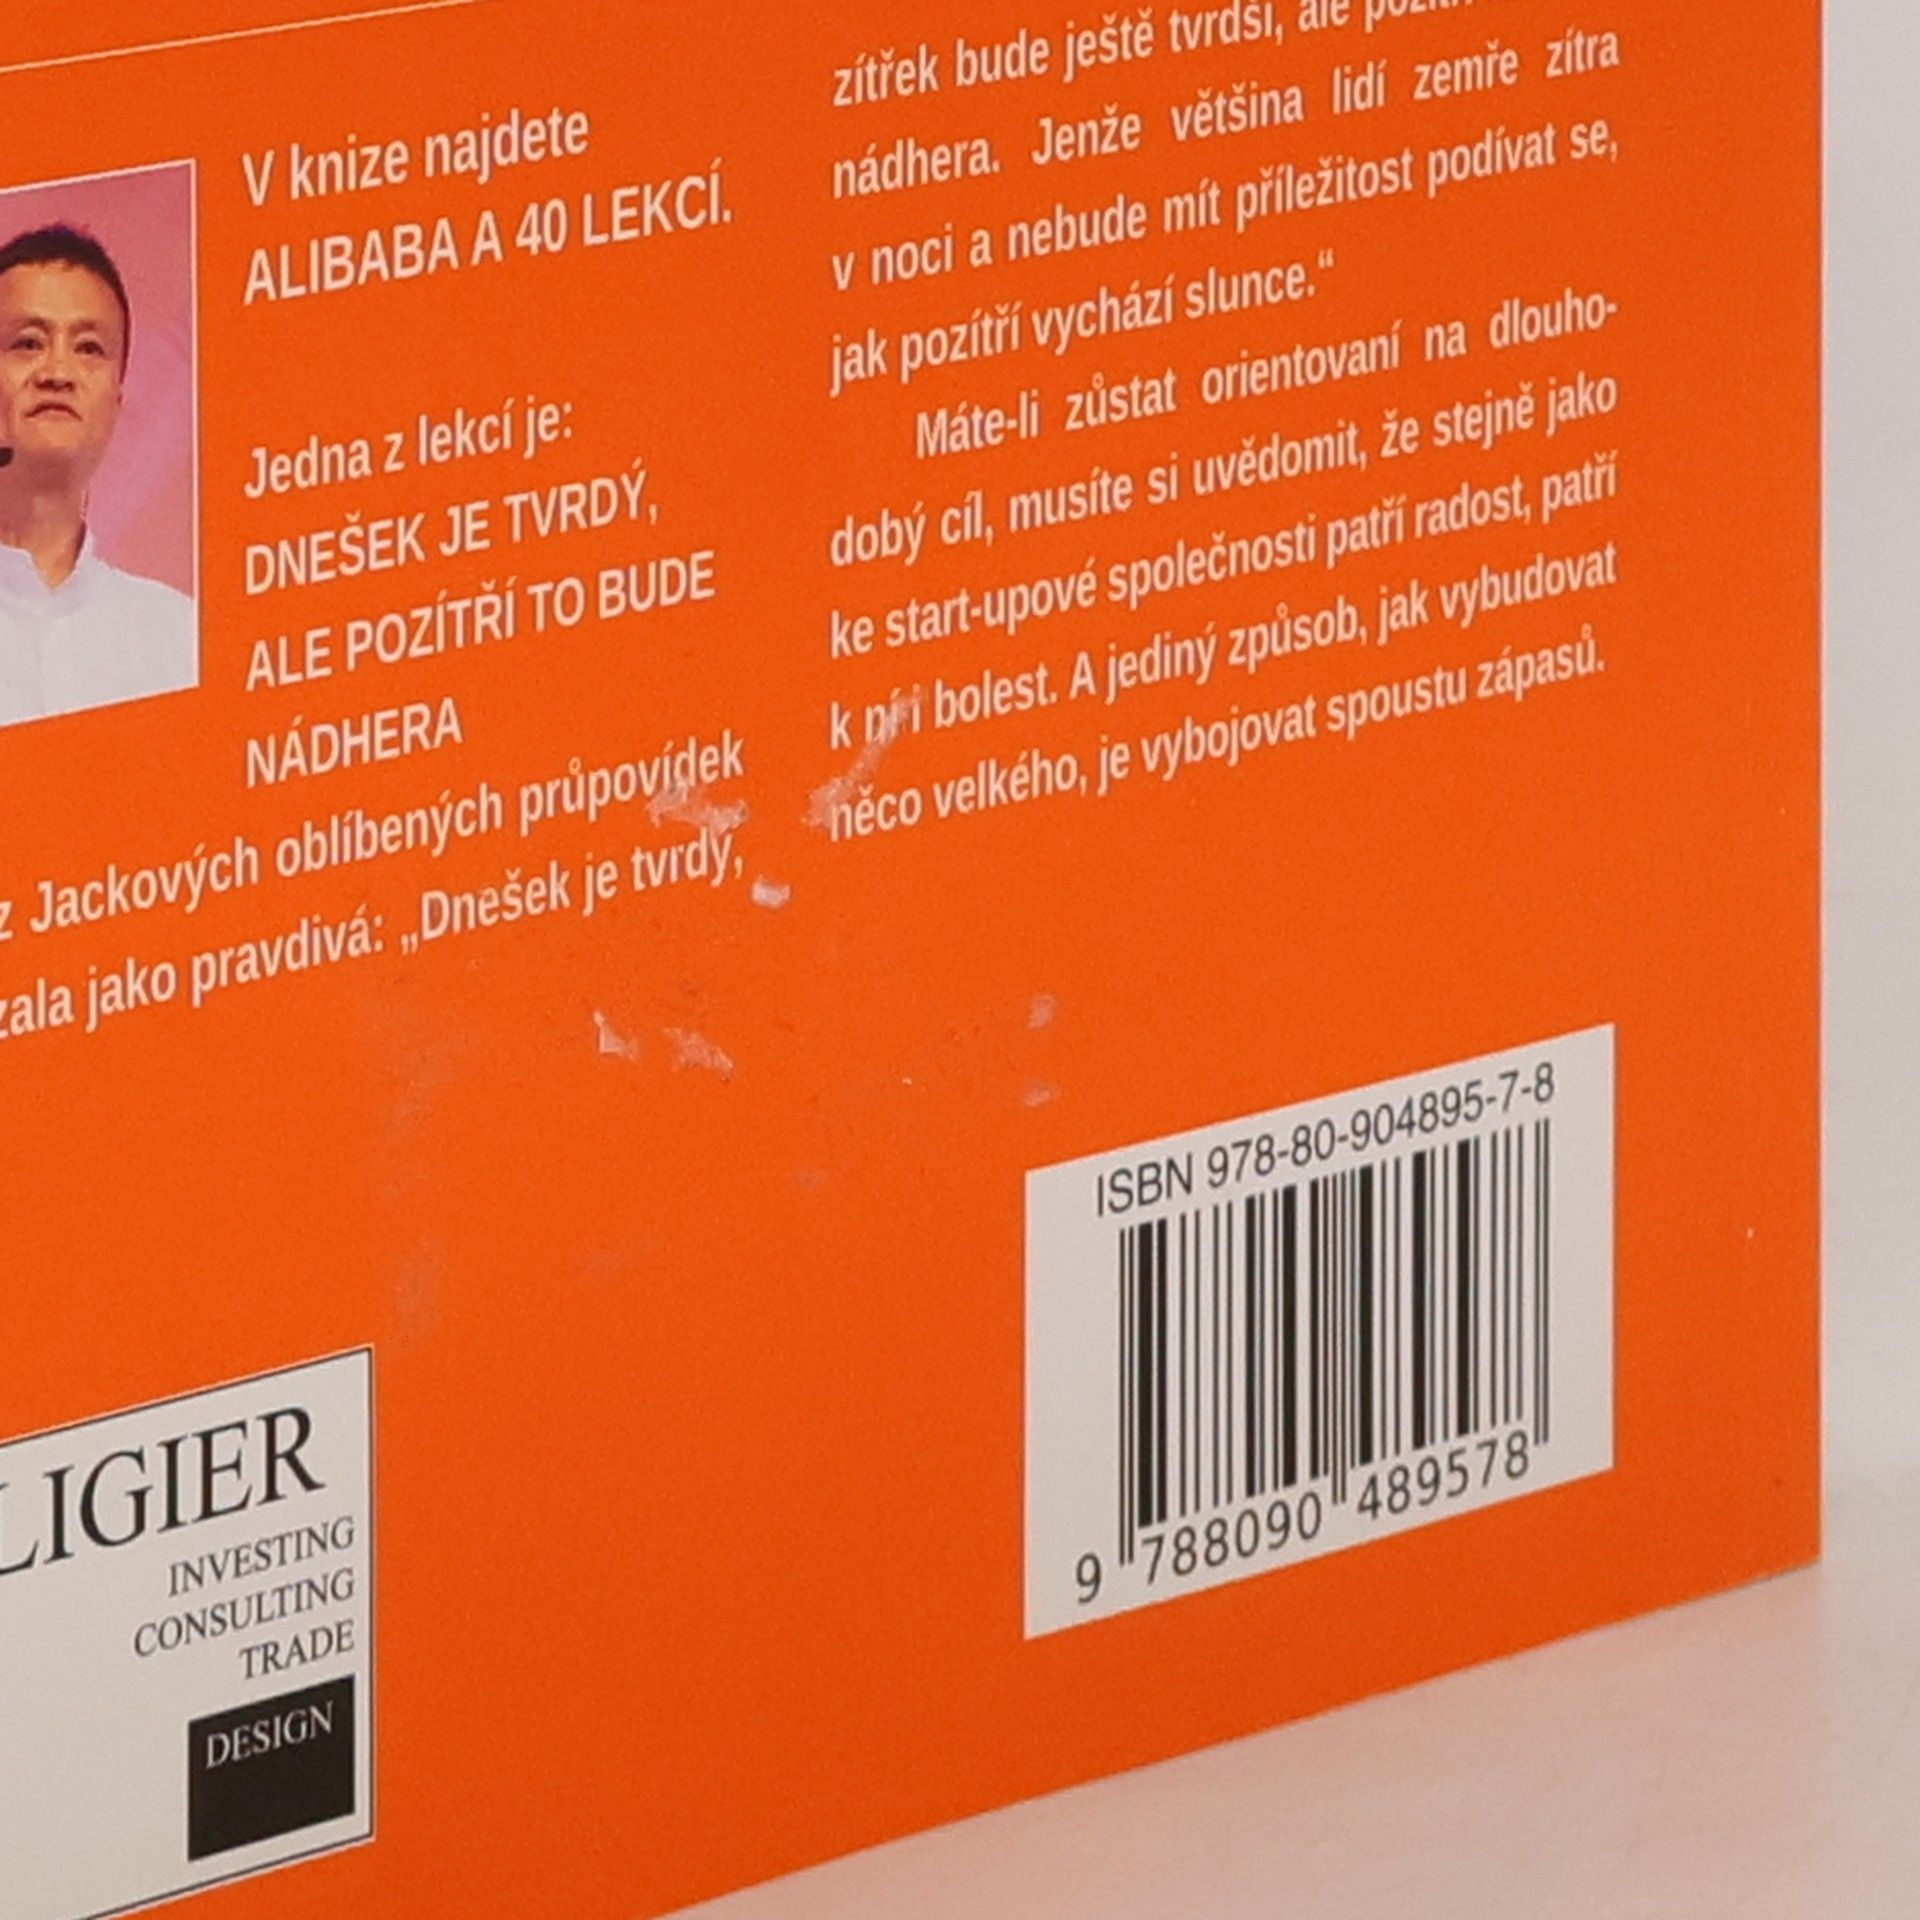 V knize najdete
ALIBABA A 40 LEKCÍ.
Jedna z lekcí je:
DNEŠEK JE TVRDÝ,
ALE POZÍTŘÍ TO BUDE
NÁDHERA
z Jackových oblíbených průpovídek
jako pravdivá: „Dnešek je tvrdý,
zítřek bude ještě tvrdší, ale
nádhera. Jenže většina lidí zemře zítra
v noci a nebude mít příležitost podívat se,
jak pozítří vychází slunce.“
Máte-li zůstat orientovaní na dlouho-
dobý cíl, musíte si uvědomit, že stejně jako
ke start-upové společnosti patří radost, patří
k ní i bolest. A jediný způsob, jak vybudovat
něco velkého, je vybojovat spoustu zápasů.
LIGIER
INVESTING
CONSULTING
TRADE
DESIGN
ISBN 978-80-904895-7-8
9 788090 489578